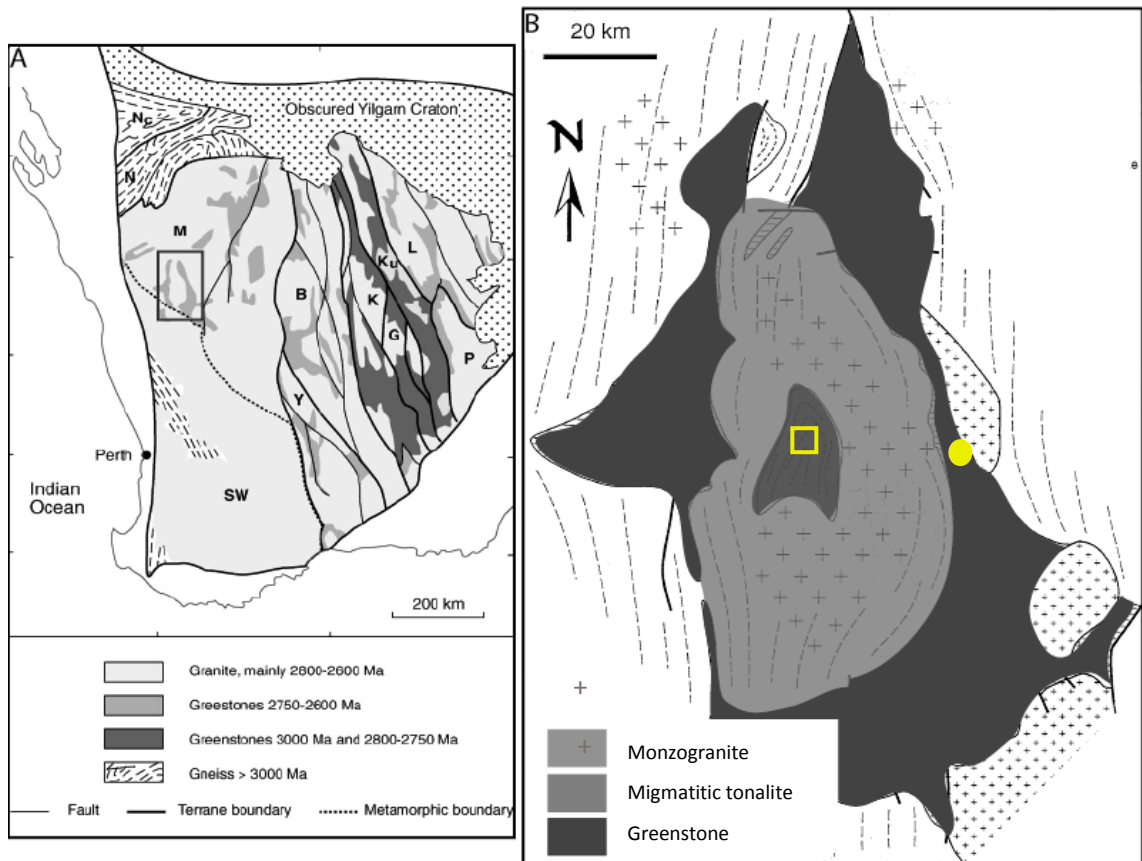 A
Obscured Yilgarn Craton
Nc
N
M
L
Ku
B
K
G
P
Y
Perth
Indian
Ocean
SW
200 km
Granite, mainly 2800-2600 Ma
Greestones 2750-2600 Ma
Greenstones 3000 Ma and 2800-2750 Ma
Gneiss > 3000 Ma
Fault
Terrane boundary
Metamorphic boundary
B
20 km
N
e
Monzogranite
Migmatitic tonalite
Greenstone